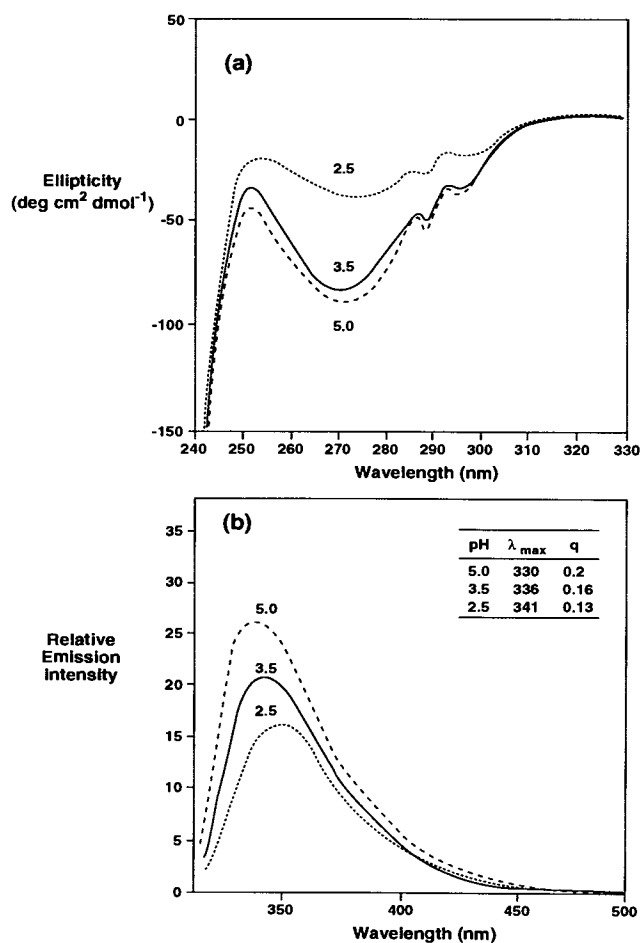 50
(a)
0
2.5
Ellipticity
(deg cm² dmol⁻¹)
-50
3.5
5.0
-100
-150
240 250 260 270 280 290 300 310 320 330
Wavelength (nm)
(b)
35
pH λ max q
5.0 330 0.2
3.5 336 0.16
2.5 341 0.13
30
5.0
25
Relative
Emission
intensity
3.5
20
2.5
15
10
5
0
350 400 450 500
Wavelength (nm)